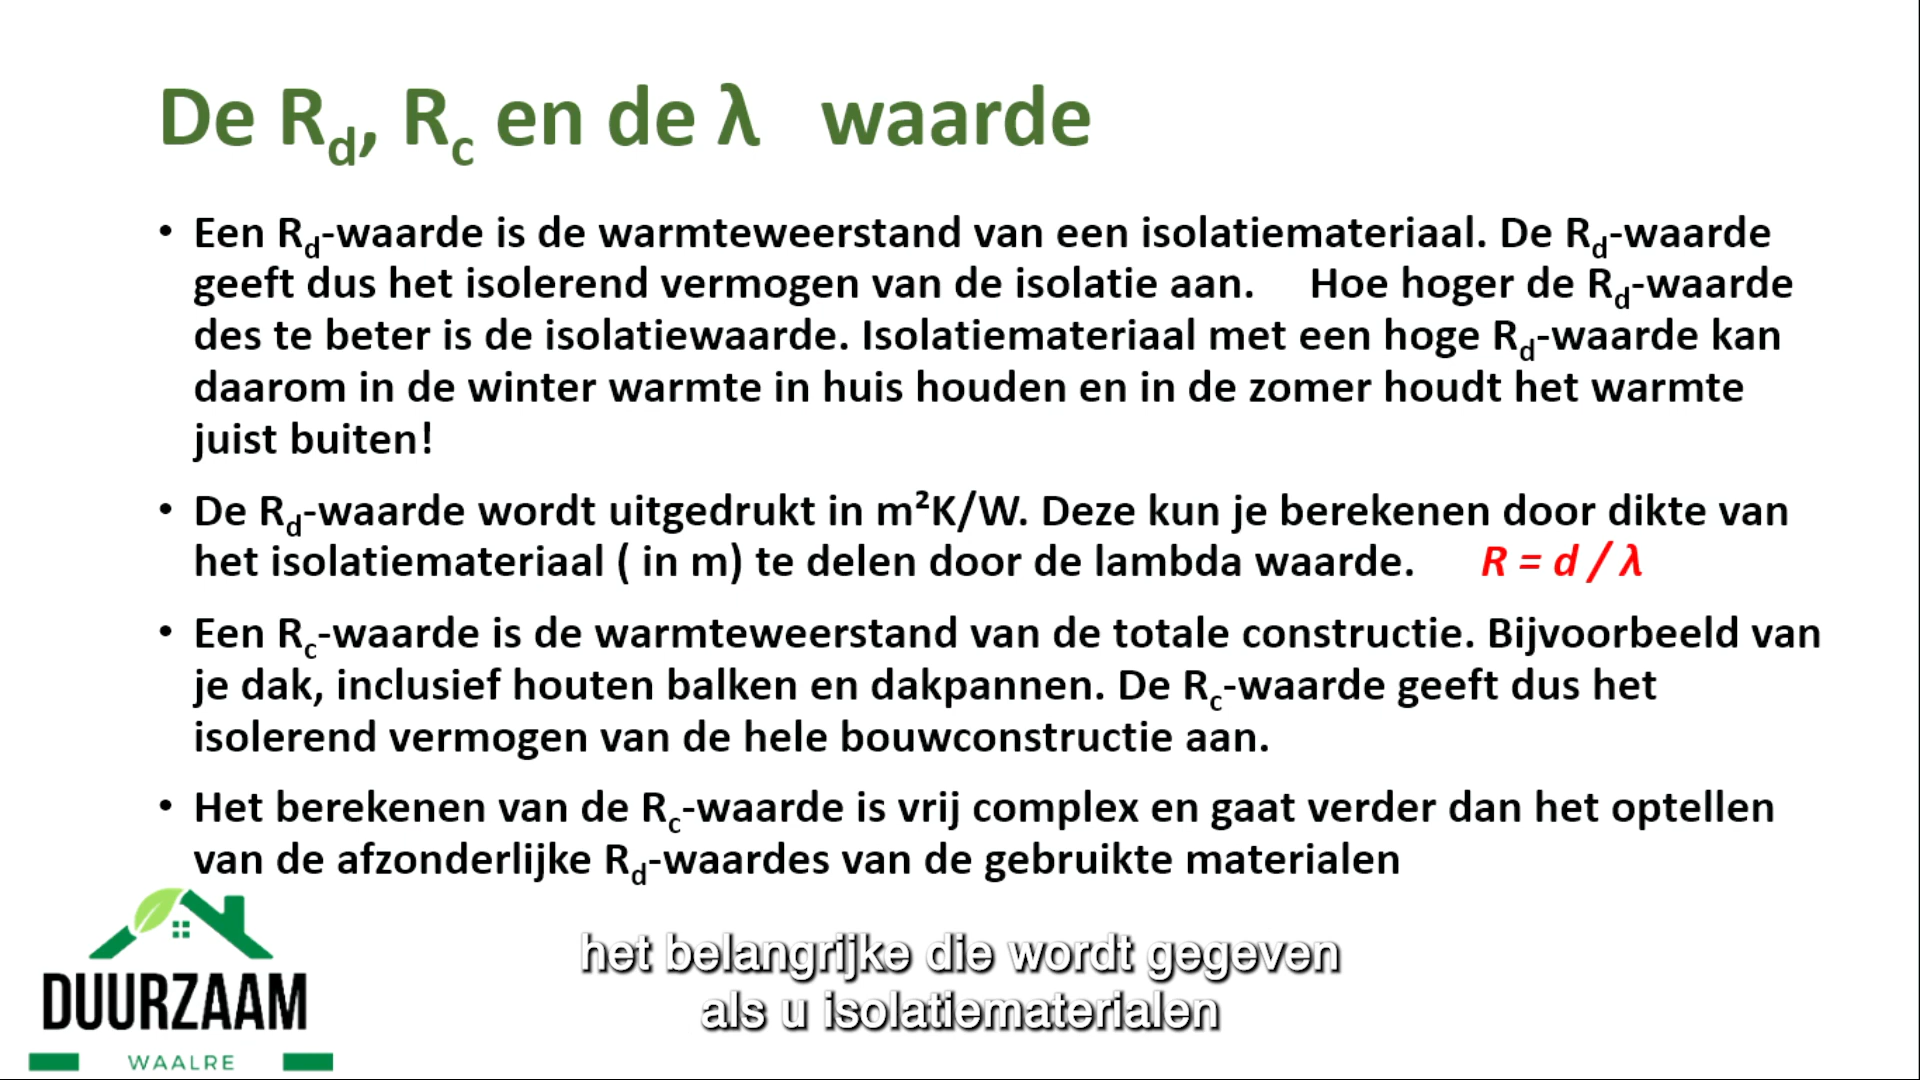 De Rd, Rc en de λ waarde
• Een Rd-waarde is de warmteweerstand van een isolatiemateriaal. De Rd-waarde
geeft dus het isolerend vermogen van de isolatie aan. Hoe hoger de Rd-waarde
des te beter is de isolatiewaarde. Isolatiemateriaal met een hoge Rd-waarde kan
daarom in de winter warmte in huis houden en in de zomer houdt het warmte
juist buiten!
• De Rd-waarde wordt uitgedrukt in m²K/W. Deze kun je berekenen door dikte van
het isolatiemateriaal ( in m) te delen door de lambda waarde. R = d / λ
• Een Rc-waarde is de warmteweerstand van de totale constructie. Bijvoorbeeld van
je dak, inclusief houten balken en dakpannen. De Rc-waarde geeft dus het
isolerend vermogen van de hele bouwconstructie aan.
• Het berekenen van de Rc-waarde is vrij complex en gaat verder dan het optellen
van de afzonderlijke Rd-waardes van de gebruikte materialen
het belangrijke die wordt gegeven
als u isolatiematerialen
DUURZAAM
WAALRE